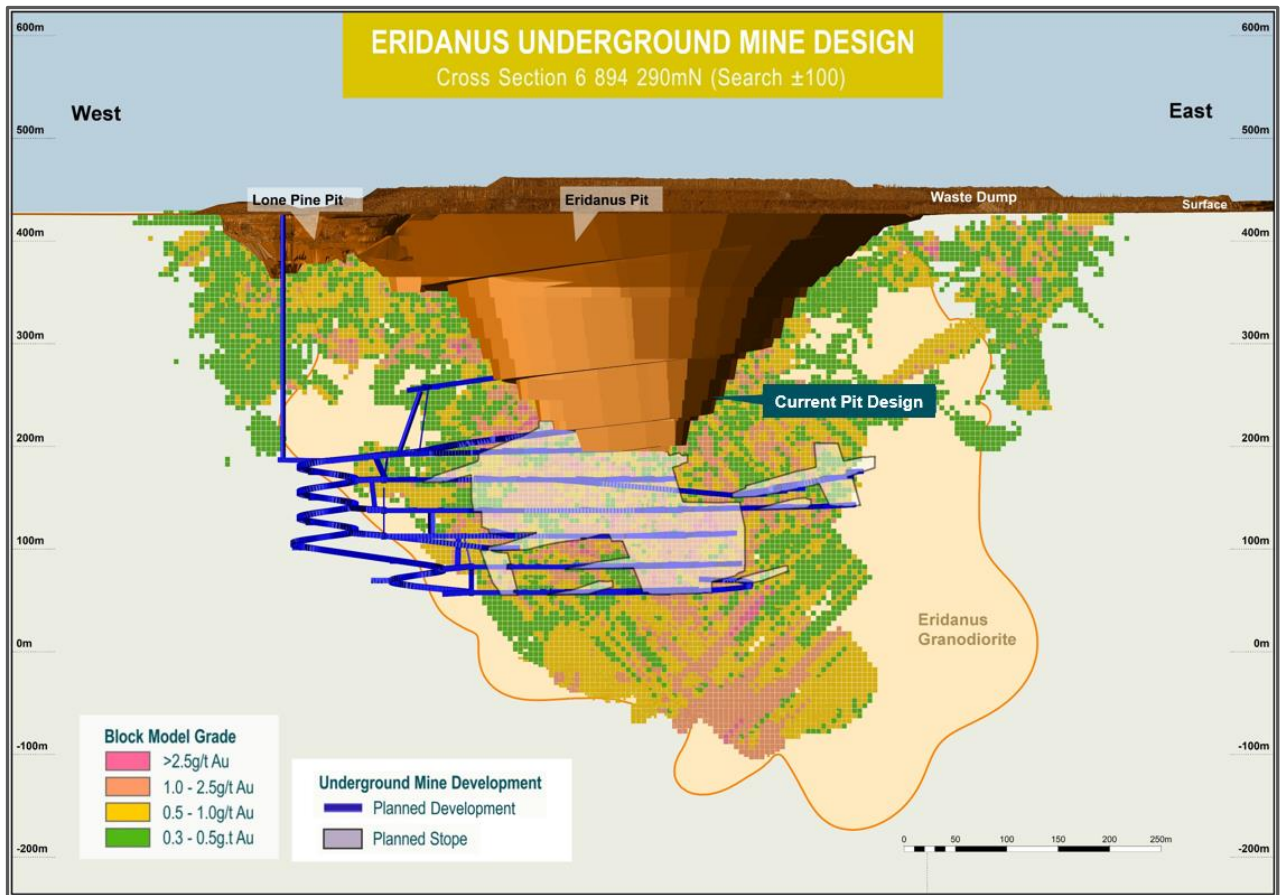 ERIDANUS UNDERGROUND MINE DESIGN
Cross Section 6 894 290mN (Search ±100)
600m
600m
West
East
500m
500m
Lone Pine Pit
Eridanus Pit
Waste Dump
Surface
400m
400m
300m
300m
Current Pit Design
200m
200m
100m
100m
Eridanus
Granodiorite
0m
0m
Block Model Grade
>2.5g/t Au
1.0 - 2.5g/t Au
0.5 - 1.0g/t Au
0.3 - 0.5g.t Au
Underground Mine Development
Planned Development
Planned Stope
-100m
-100m
0 50 100 150 200 250m
-200m
-200m